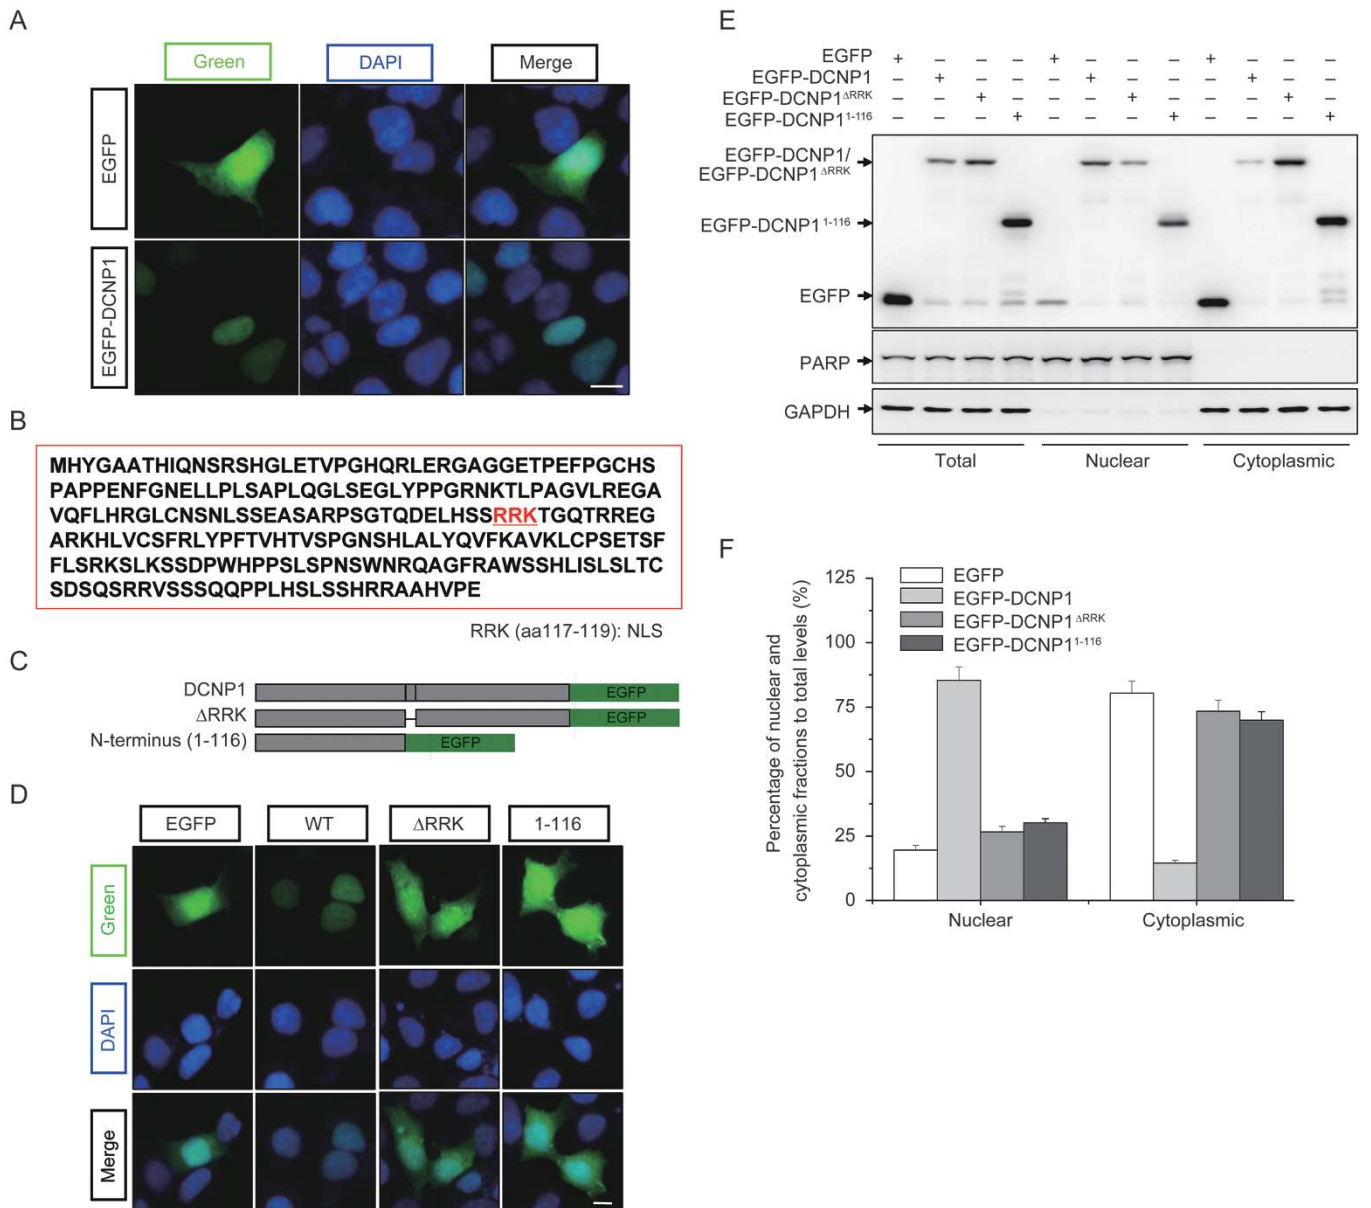 A
Green
DAPI
Merge
EGFP
EGFP-DCNP1
B
MHYGAATHIQNSRSHGLETVPGHQRLERGAGGETPEFPGCHS
PAPPENFGNELLPLSAPLQGLSEGLYPPGRNKTLPAGVLREGA
VQFLHRGLCNSNLSSEASARPSGTQDELHSSRRKTGQTRREG
ARKHLVCSFRLYPFTVHTVSPGNSHLALYQVFKAVKLCPSETSF
FLSRKSLKSSDPWHPPSLSPNSWNRQAGFRAWSSHLISLSLTC
SDSQSRRVSSSQQPPLHSLSSHRRAAHVPE
RRK (aa117-119): NLS
C
DCNP1
EGFP
ΔRRK
EGFP
N-terminus (1-116)
EGFP
D
EGFP
WT
ΔRRK
1-116
Green
DAPI
Merge
E
EGFP + – – – + – – – + – – –
EGFP-DCNP1 – + – – – + – – – + – –
EGFP-DCNP1ΔRRK – – + – – – + – – – + –
EGFP-DCNP11-116 – – – + – – – + – – – +
EGFP-DCNP1/
EGFP-DCNP1ΔRRK
EGFP-DCNP11-116
EGFP
PARP
GAPDH
Total
Nuclear
Cytoplasmic
F
Percentage of nuclear and
cytoplasmic fractions to total levels (%)
125
100
75
50
25
0
EGFP
EGFP-DCNP1
EGFP-DCNP1ΔRRK
EGFP-DCNP11-116
Nuclear
Cytoplasmic